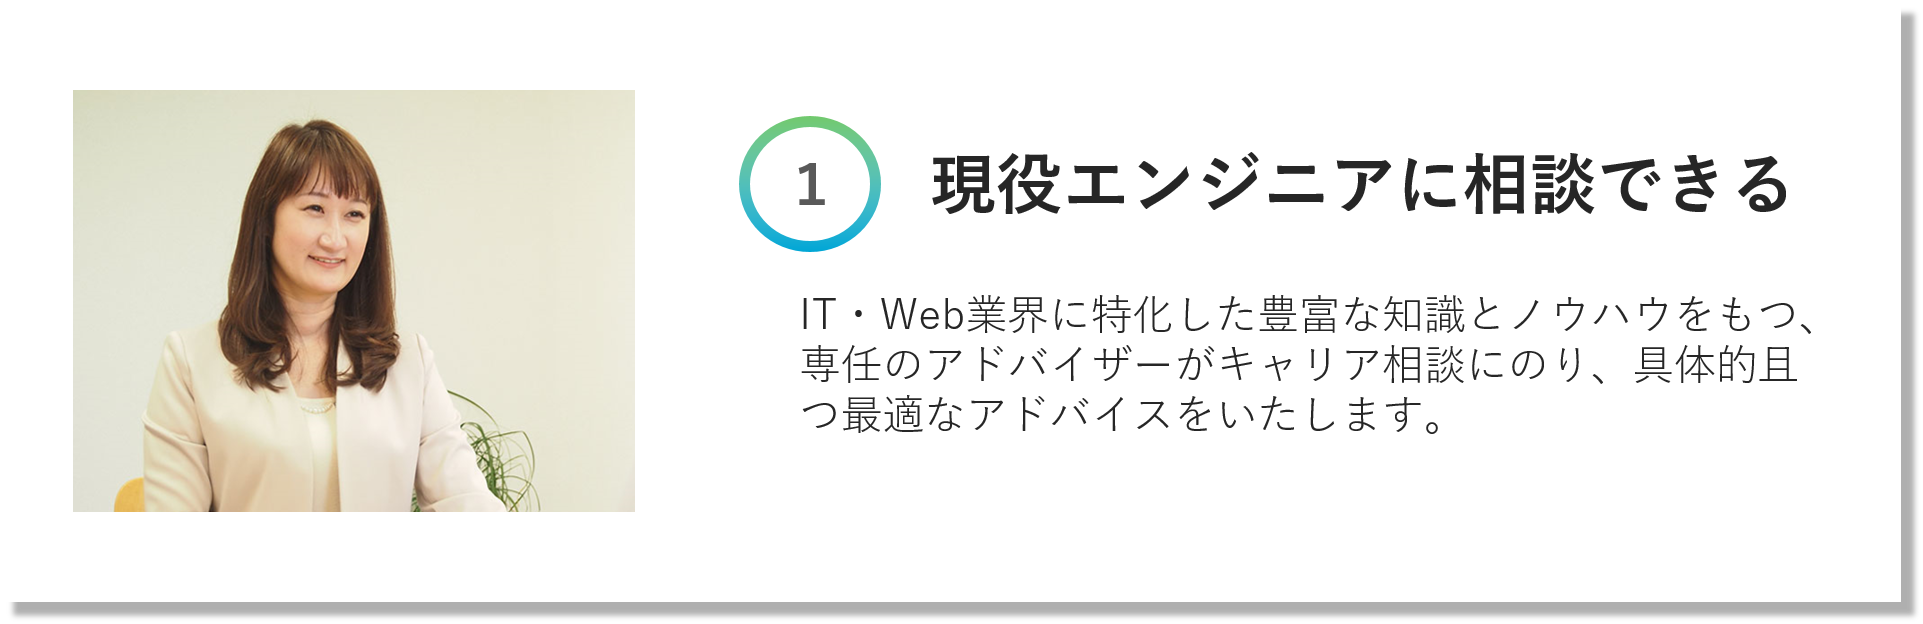 1
現役エンジニアに相談できる
IT・Web業界に特化した豊富な知識とノウハウをもつ、
専任のアドバイザーがキャリア相談にのり、具体的且
つ最適なアドバイスをいたします。